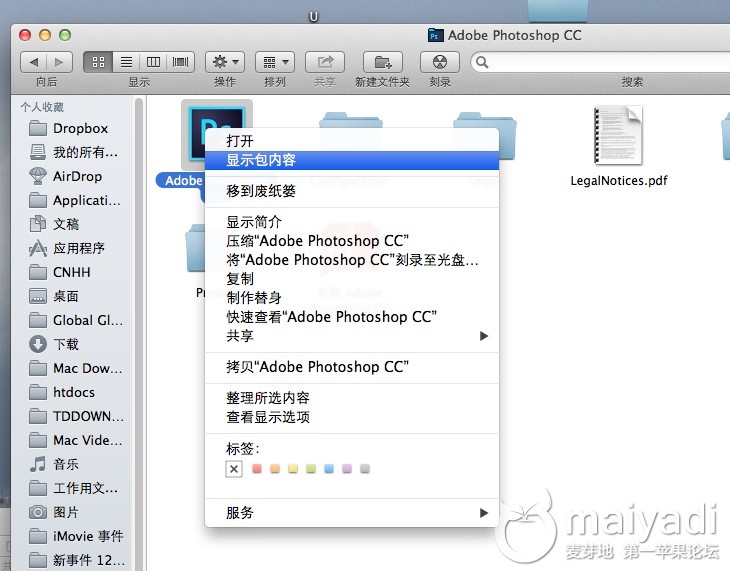 U
Adobe Photoshop CC
向后
显示
操作
排列
共享
新建文件夹
刻录
搜索
个人收藏
Dropbox
我的所有...
AirDrop
Applicati...
文稿
应用程序
CNHH
桌面
Global Gl...
下载
Mac Dow...
htdocs
TDDOWN...
Mac Vide...
音乐
工作用文...
图片
iMovie 事件
新事件 12...
Ps
Adobe
LegalNotices.pdf
打开
显示包内容
移到废纸篓
显示简介
压缩“Adobe Photoshop CC”
将“Adobe Photoshop CC”刻录至光盘...
复制
制作替身
快速查看“Adobe Photoshop CC”
共享
拷贝“Adobe Photoshop CC”
整理所选内容
查看显示选项
标签:
服务
maiyadi
麦芽地 第一苹果论坛